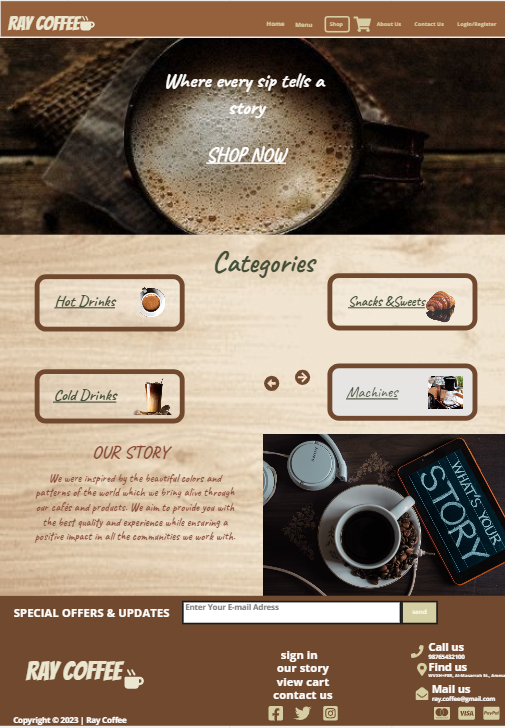 RAY COFFEE
Home Menu Shop About Us Contact Us Login/Register
Where every sip tells a
story
SHOP NOW
Categories
Hot Drinks
Snacks &Sweets
Cold Drinks
Machines
OUR STORY
We were inspired by the beautiful colors and
patterns of the world which we bring alive through
our cafés and products. We aim to provide you with
the best quality and experience while ensuring a
positive impact in all the communities we work with.
WHAT'S YOUR
STORY
SPECIAL OFFERS & UPDATES
Enter Your E-mail Adress
send
RAY COFFEE
sign in
our story
view cart
contact us
Call us
98765432100
Find us
Mail us
ray.coffee@gmail.com
VISA
PayPal
Copyright © 2023 | Ray Coffee